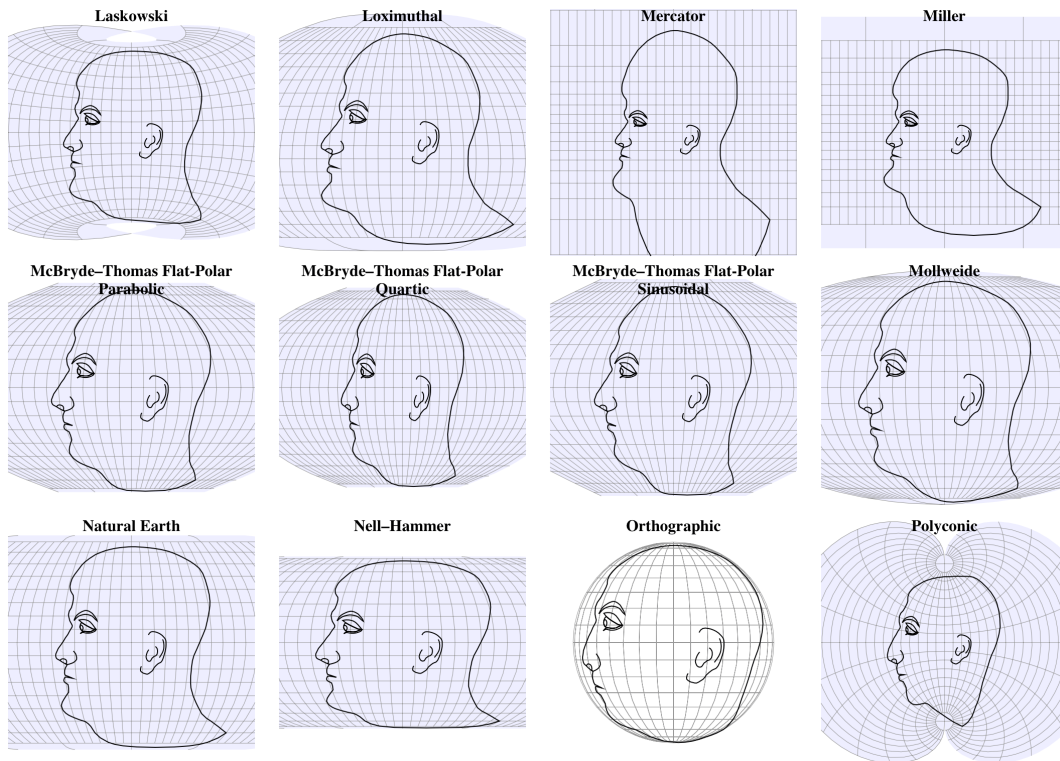 Laskowski
Loximuthal
Mercator
Miller
McBryde–Thomas Flat-Polar
Parabolic
McBryde–Thomas Flat-Polar
Quartic
McBryde–Thomas Flat-Polar
Sinusoidal
Mollweide
Natural Earth
Nell–Hammer
Orthographic
Polyconic